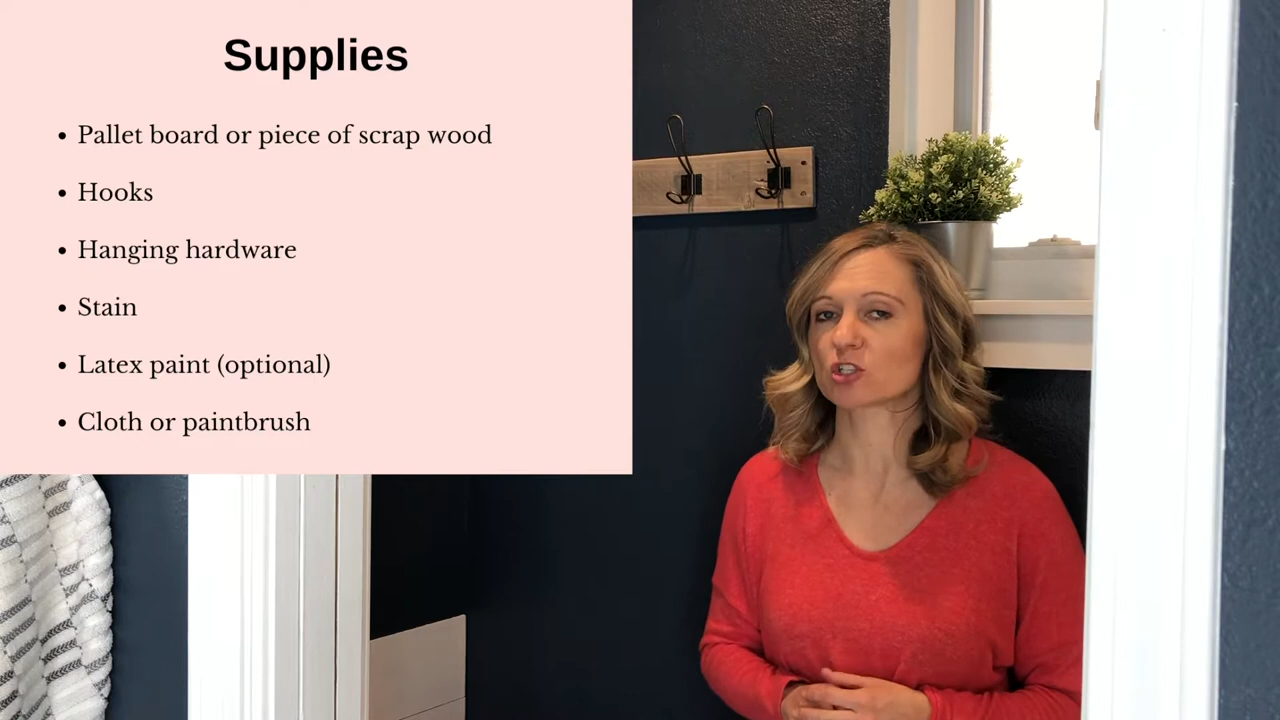 Supplies
• Pallet board or piece of scrap wood
• Hooks
• Hanging hardware
• Stain
• Latex paint (optional)
• Cloth or paintbrush